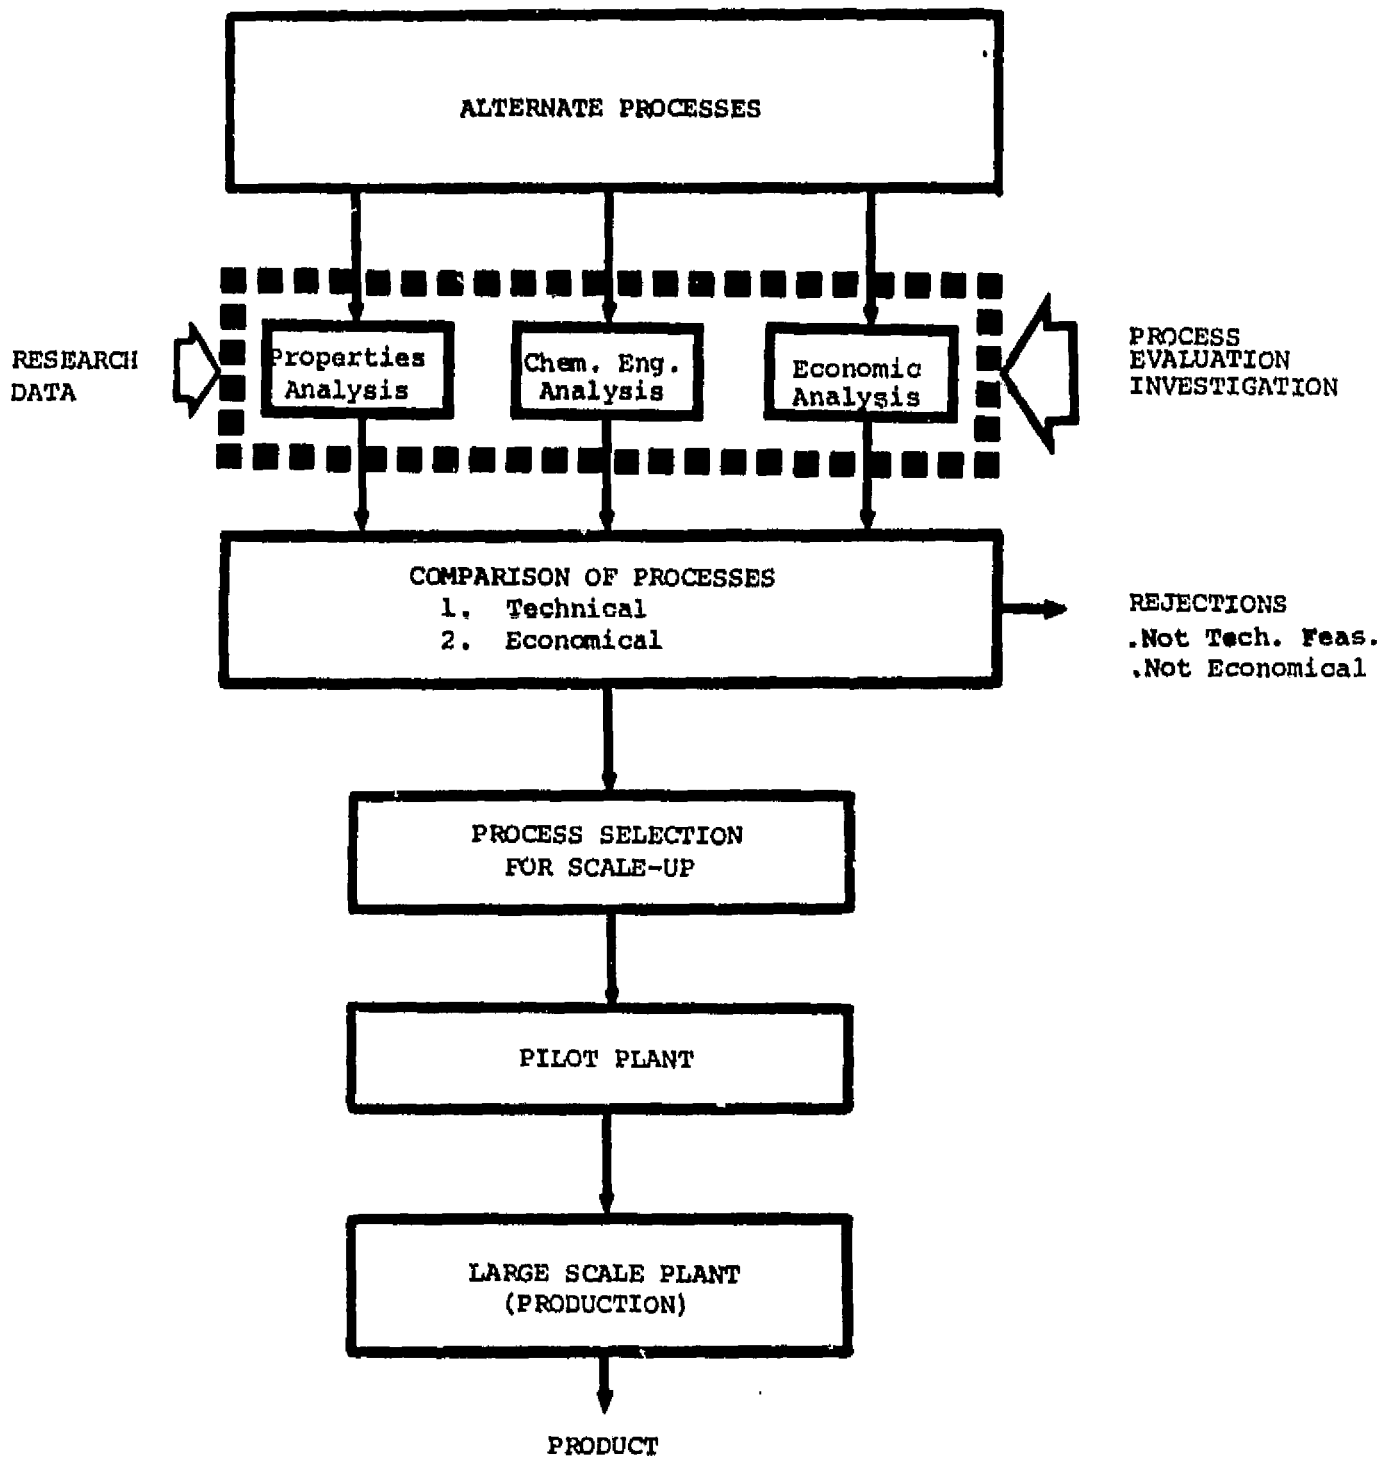 ALTERNATE PROCESSES
RESEARCH
DATA
Properties
Analysis
Chem. Eng.
Analysis
Economic
Analysis
PROCESS
EVALUATION
INVESTIGATION
COMPARISON OF PROCESSES
1. Technical
2. Economical
REJECTIONS
.Not Tech. Feas.
.Not Economical
PROCESS SELECTION
FOR SCALE-UP
PILOT PLANT
LARGE SCALE PLANT
(PRODUCTION)
PRODUCT